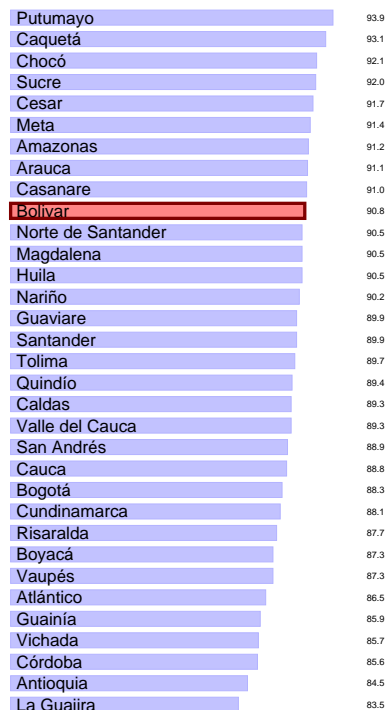 Putumayo 93.9
Caquetá 93.1
Chocó 92.1
Sucre 92.0
Cesar 91.7
Meta 91.4
Amazonas 91.2
Arauca 91.1
Casanare 91.0
Bolivar 90.8
Norte de Santander 90.5
Magdalena 90.5
Huila 90.5
Nariño 90.2
Guaviare 89.9
Santander 89.9
Tolima 89.7
Quindío 89.4
Caldas 89.3
Valle del Cauca 89.3
San Andrés 88.9
Cauca 88.8
Bogotá 88.3
Cundinamarca 88.1
Risaralda 87.7
Boyacá 87.3
Vaupés 87.3
Atlántico 86.5
Guainía 85.9
Vichada 85.7
Córdoba 85.6
Antioquia 84.5
La Guajira 83.5